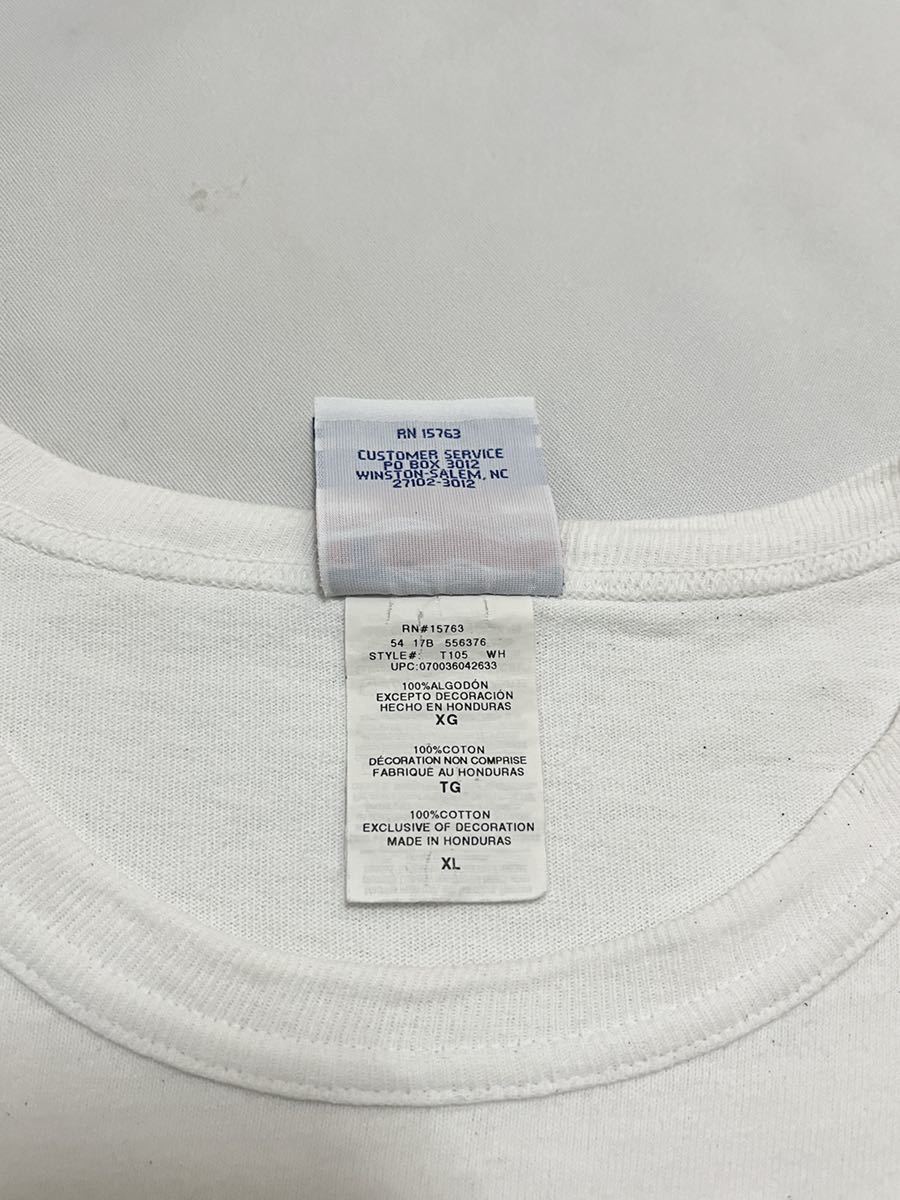 RN 15763
CUSTOMER SERVICE
PO BOX 3012
WINSTON-SALEM, NC
27102-3012
RN#15763
54 17B 556376
STYLE#: T105 WH
UPC:070036042633
100%ALGODÓN
EXCEPTO DECORACIÓN
HECHO EN HONDURAS
XG
100%COTON
DÉCORATION NON COMPRISE
FABRIQUÉ AU HONDURAS
TG
100%COTTON
EXCLUSIVE OF DECORATION
MADE IN HONDURAS
XL